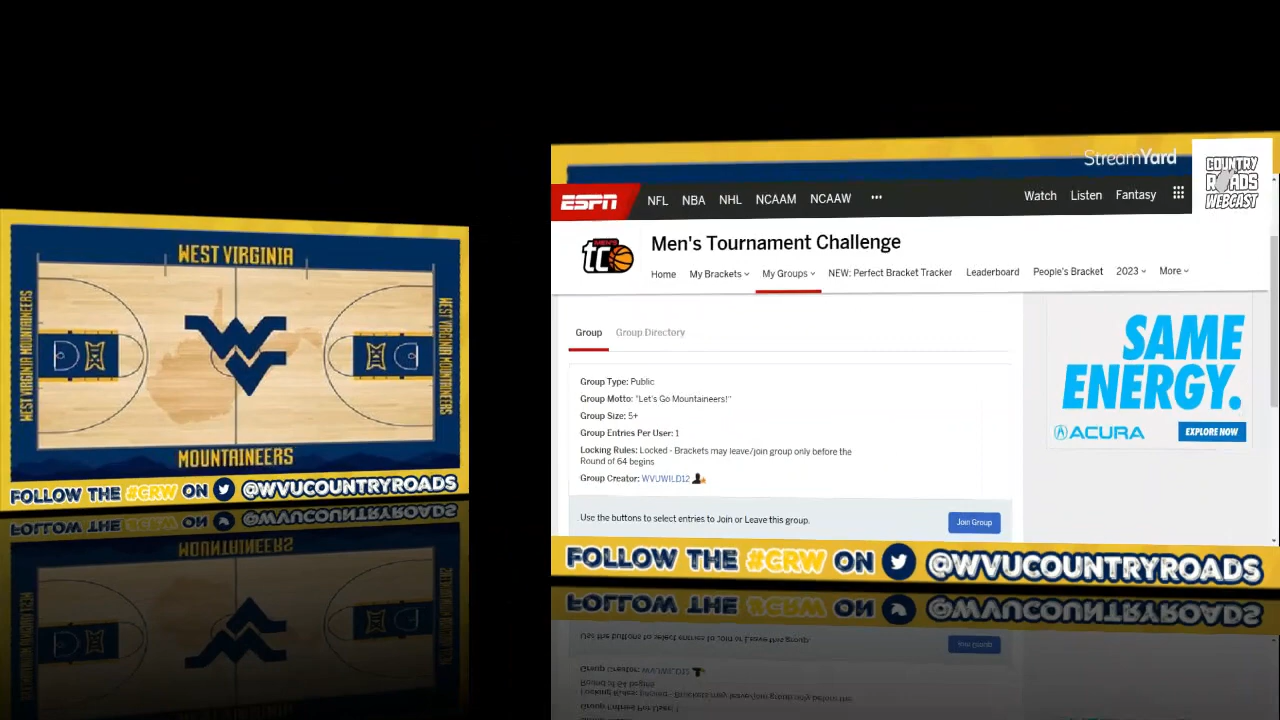 WEST VIRGINIA
WEST VIRGINIA MOUNTAINEERS
WEST VIRGINIA MOUNTAINEERS
MOUNTAINEERS
FOLLOW THE #CRW ON @WVUCOUNTRYROADS
StreamYard
COUNTRY
ROADS
WEBCAST
ESPN NFL NBA NHL NCAAM NCAAW ••• Watch Listen Fantasy
MEN'S
tc
Men's Tournament Challenge
Home My Brackets My Groups NEW: Perfect Bracket Tracker Leaderboard People's Bracket 2023 More
Group Group Directory
Group Type: Public
Group Motto: "Let's Go Mountaineers!"
Group Size: 5+
Group Entries Per User: 1
Locking Rules: Locked - Brackets may leave/join group only before the
Round of 64 begins
Group Creator: WVUWILD12
Use the buttons to select entries to Join or Leave this group.
Join Group
SAME
ENERGY.
ACURA EXPLORE NOW
FOLLOW THE #CRW ON @WVUCOUNTRYROADS